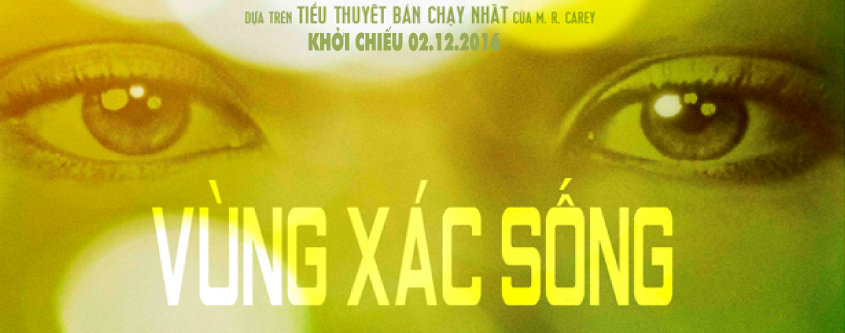 DỰA TRÊN TIỂU THUYẾT BÁN CHẠY NHẤT CỦA M. R. CAREY
KHỞI CHIẾU 02.12.2016
VÙNG XÁC SỐNG